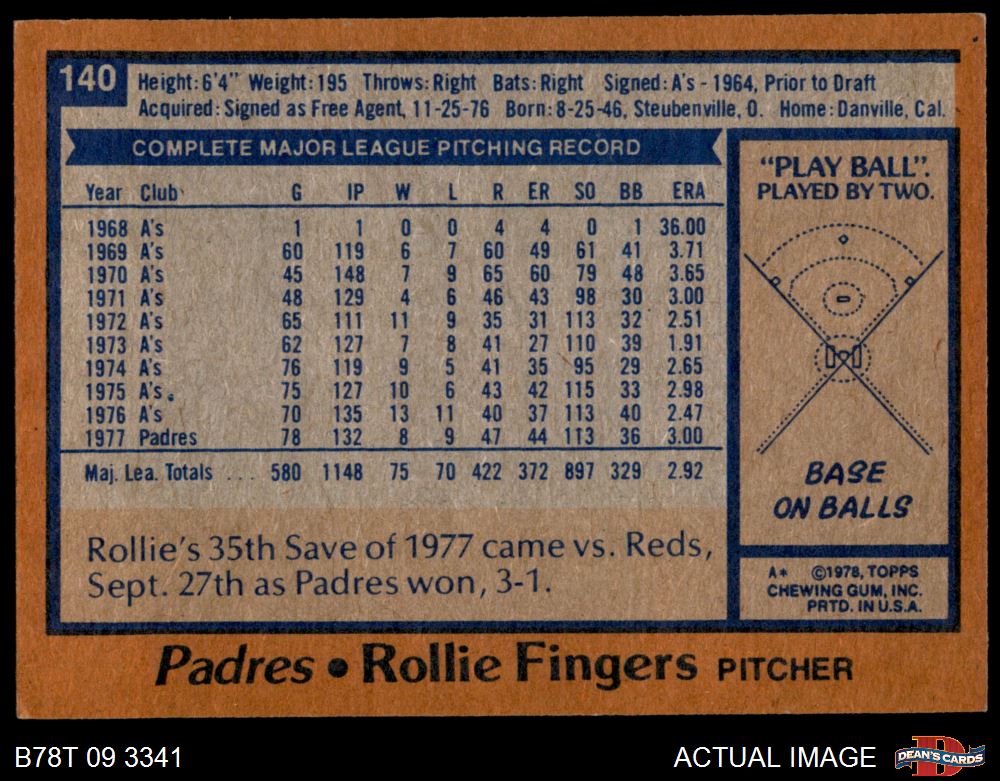 140
Height: 6'4" Weight: 195 Throws: Right Bats: Right Signed: A's - 1964, Prior to Draft
Acquired: Signed as Free Agent, 11-25-76 Born: 8-25-46, Steubenville, O. Home: Danville, Cal.
COMPLETE MAJOR LEAGUE PITCHING RECORD
Year Club G IP W L R ER SO BB ERA
1968 A's 1 1 0 0 4 4 0 1 36.00
1969 A's 60 119 6 7 60 49 61 41 3.71
1970 A's 45 148 7 9 65 60 79 48 3.65
1971 A's 48 129 4 6 46 43 98 30 3.00
1972 A's 65 111 11 9 35 31 113 32 2.51
1973 A's 62 127 7 8 41 27 110 39 1.91
1974 A's 76 119 9 5 41 35 95 29 2.65
1975 A's. 75 127 10 6 43 42 115 33 2.98
1976 A's 70 135 13 11 40 37 113 40 2.47
1977 Padres 78 132 8 9 47 44 113 36 3.00
Maj. Lea. Totals ... 580 1148 75 70 422 372 897 329 2.92
Rollie's 35th Save of 1977 came vs. Reds,
Sept. 27th as Padres won, 3-1.
"PLAY BALL".
PLAYED BY TWO.
BASE
ON BALLS
A* ©1978, TOPPS
CHEWING GUM, INC.
PRTD. IN U.S.A.
Padres • Rollie Fingers PITCHER
B78T 09 3341
ACTUAL IMAGE
D
DEAN'S CARDS